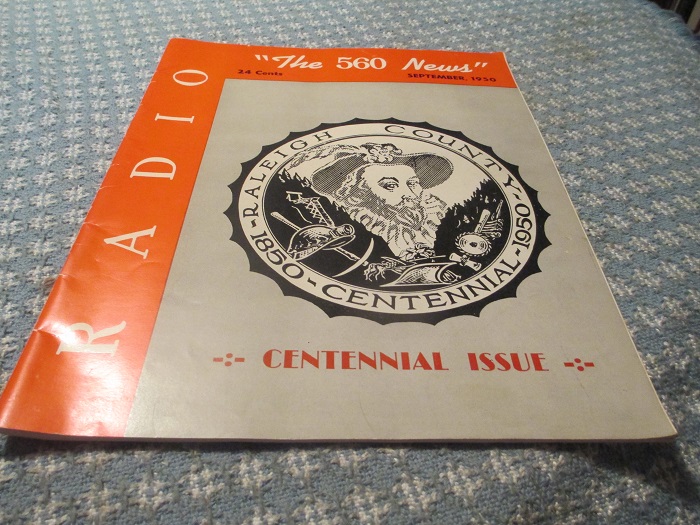 "The 560 News"
24 Cents SEPTEMBER, 1950
RADIO
RALEIGH COUNTY
1850-CENTENNIAL-1950
CENTENNIAL ISSUE